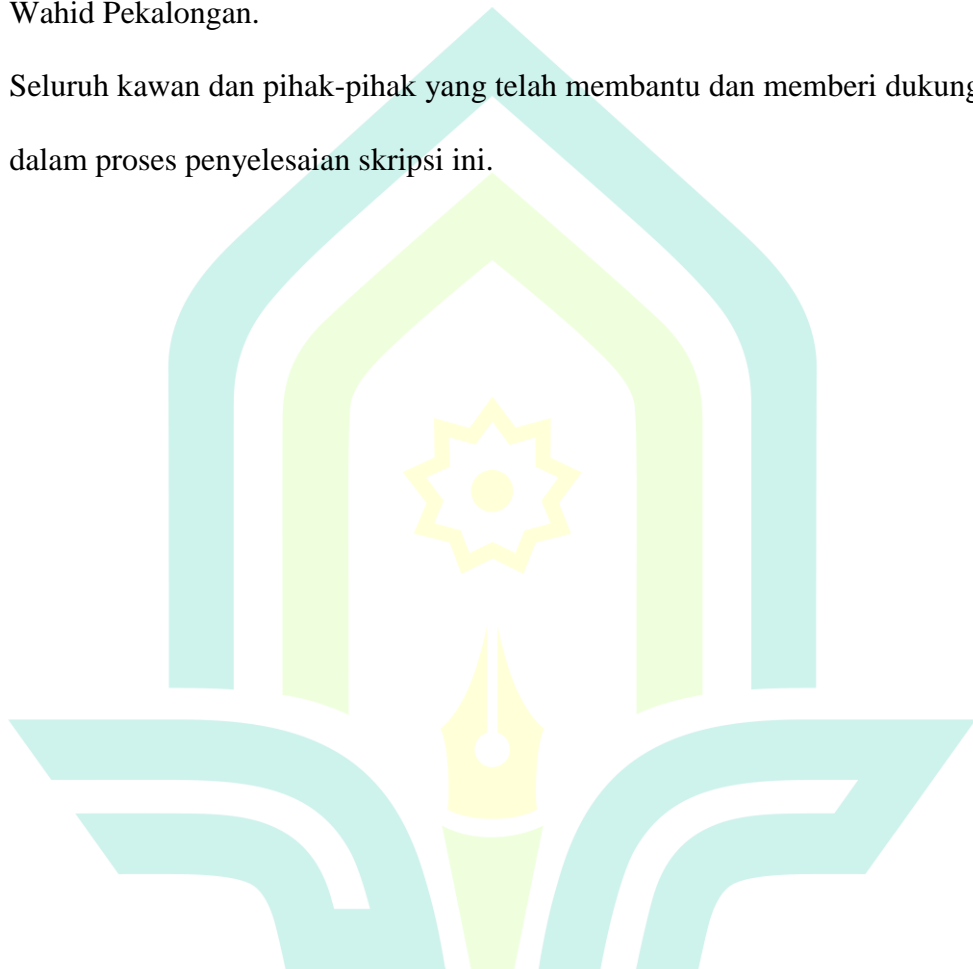 Wahid Pekalongan.
Seluruh kawan dan pihak-pihak yang telah membantu dan memberi dukung
dalam proses penyelesaian skripsi ini.